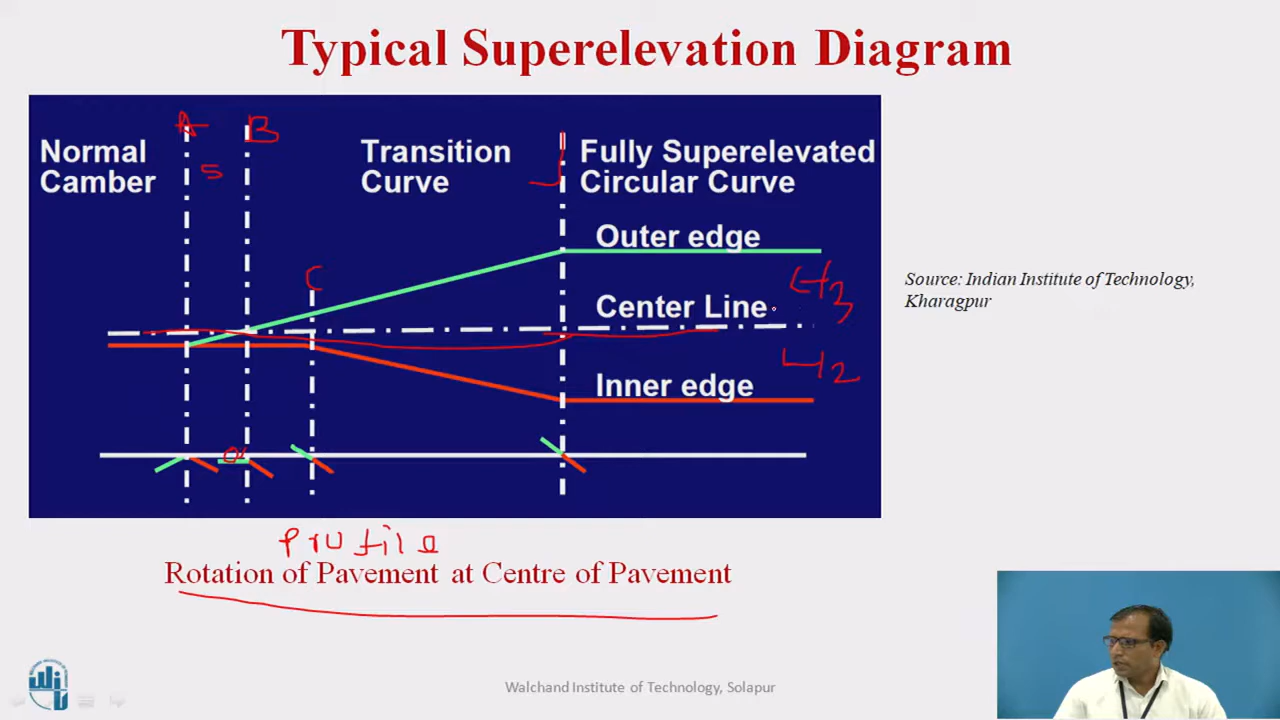 Typical Superelevation Diagram
A
B
Normal
Camber
S
Transition
Curve
Fully Superelevated
Circular Curve
Outer edge
C
Source: Indian Institute of Technology,
Kharagpur
Center Line
Inner edge
profile
Rotation of Pavement at Centre of Pavement
Walchand Institute of Technology, Solapur